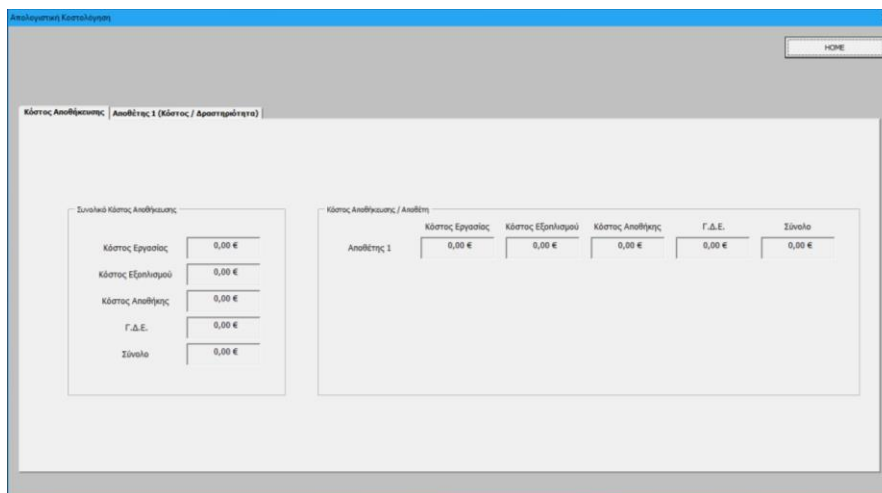 Απολογιστική Κοστολόγηση
HOME
Κόστος Αποθήκευσης
Αποθέτης 1 (Κόστος / Δραστηριότητα)
Συνολικό Κόστος Αποθήκευσης
Κόστος Εργασίας 0,00 €
Κόστος Εξοπλισμού 0,00 €
Κόστος Αποθήκης 0,00 €
Γ.Δ.Ε. 0,00 €
Σύνολο 0,00 €
Κόστος Αποθήκευσης / Αποθέτη
Κόστος Εργασίας Κόστος Εξοπλισμού Κόστος Αποθήκης Γ.Δ.Ε. Σύνολο
Αποθέτης 1 0,00 € 0,00 € 0,00 € 0,00 € 0,00 €